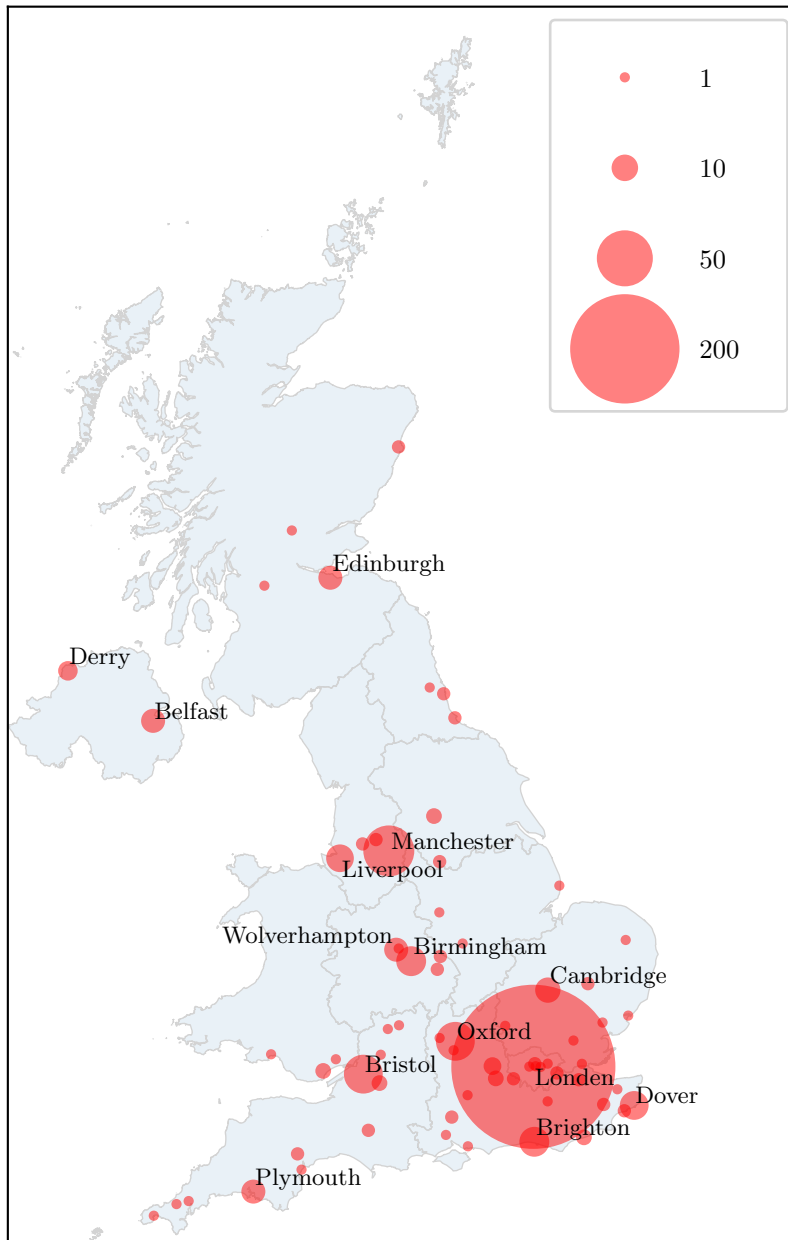 1
10
50
200
Edinburgh
Derry
Belfast
Manchester
Liverpool
Wolverhampton
Birmingham
Cambridge
Oxford
Bristol
Londen
Dover
Brighton
Plymouth